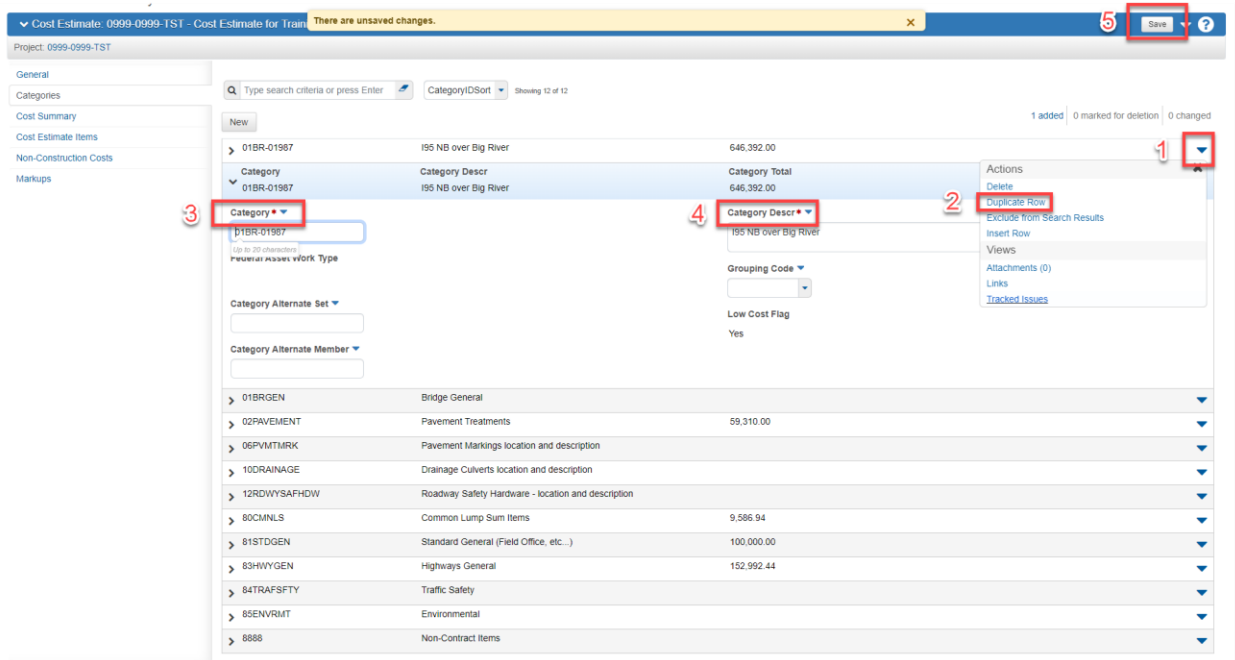 Cost Estimate: 0999-0999-TST - Cost Estimate for Train
There are unsaved changes.
5
Save
?
Project: 0999-0999-TST
General
Categories
Cost Summary
Cost Estimate Items
Non-Construction Costs
Markups
Type search criteria or press Enter
CategoryIDSort
Showing 12 of 12
New
1 added
0 marked for deletion
0 changed
01BR-01987 I95 NB over Big River 646,392.00
1
Category Category Descr Category Total
01BR-01987 I95 NB over Big River 646,392.00
Actions
Delete
2
Duplicate Row
Exclude from Search Results
Insert Row
Views
Attachments (0)
Links
Tracked Issues
3
Category
01BR-01987
Up to 20 characters
Federal Asset Work Type
Category Alternate Set
Category Alternate Member
4
Category Descr
I95 NB over Big River
Grouping Code
Low Cost Flag
Yes
01BRGEN Bridge General
02PAVEMENT Pavement Treatments 59,310.00
06PVMTMRK Pavement Markings location and description
10DRAINAGE Drainage Culverts location and description
12RDWYSAFHDW Roadway Safety Hardware - location and description
80CMNLS Common Lump Sum Items 9,586.94
81STDGEN Standard General (Field Office, etc...) 100,000.00
83HWYGEN Highways General 152,992.44
84TRAFSFTY Traffic Safety
85ENVRMT Environmental
8888 Non-Contract Items